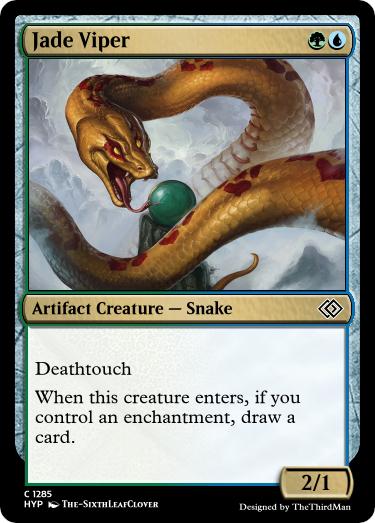 Jade Viper
Artifact Creature — Snake
Deathtouch
When this creature enters, if you
control an enchantment, draw a
card.
2/1
C 1285
HYP The-SixthLeafClover
Designed by TheThirdMan